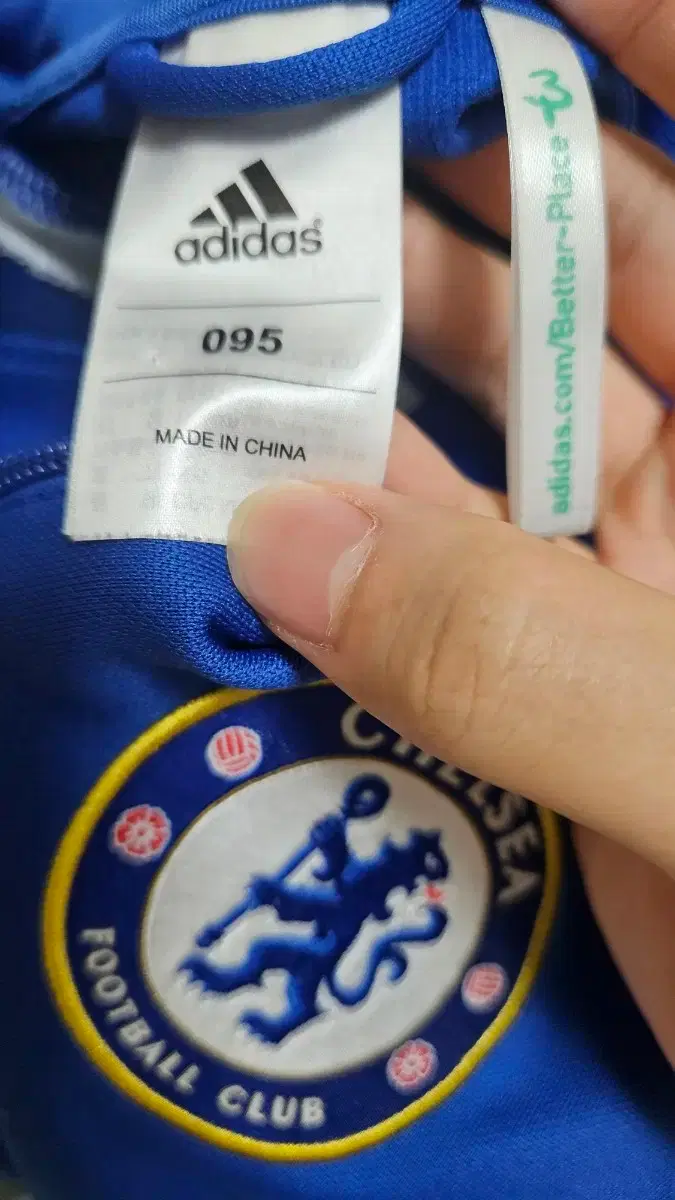 adidas
095
MADE IN CHINA
adidas.com/Better-Place
CHELSEA
FOOTBALL CLUB